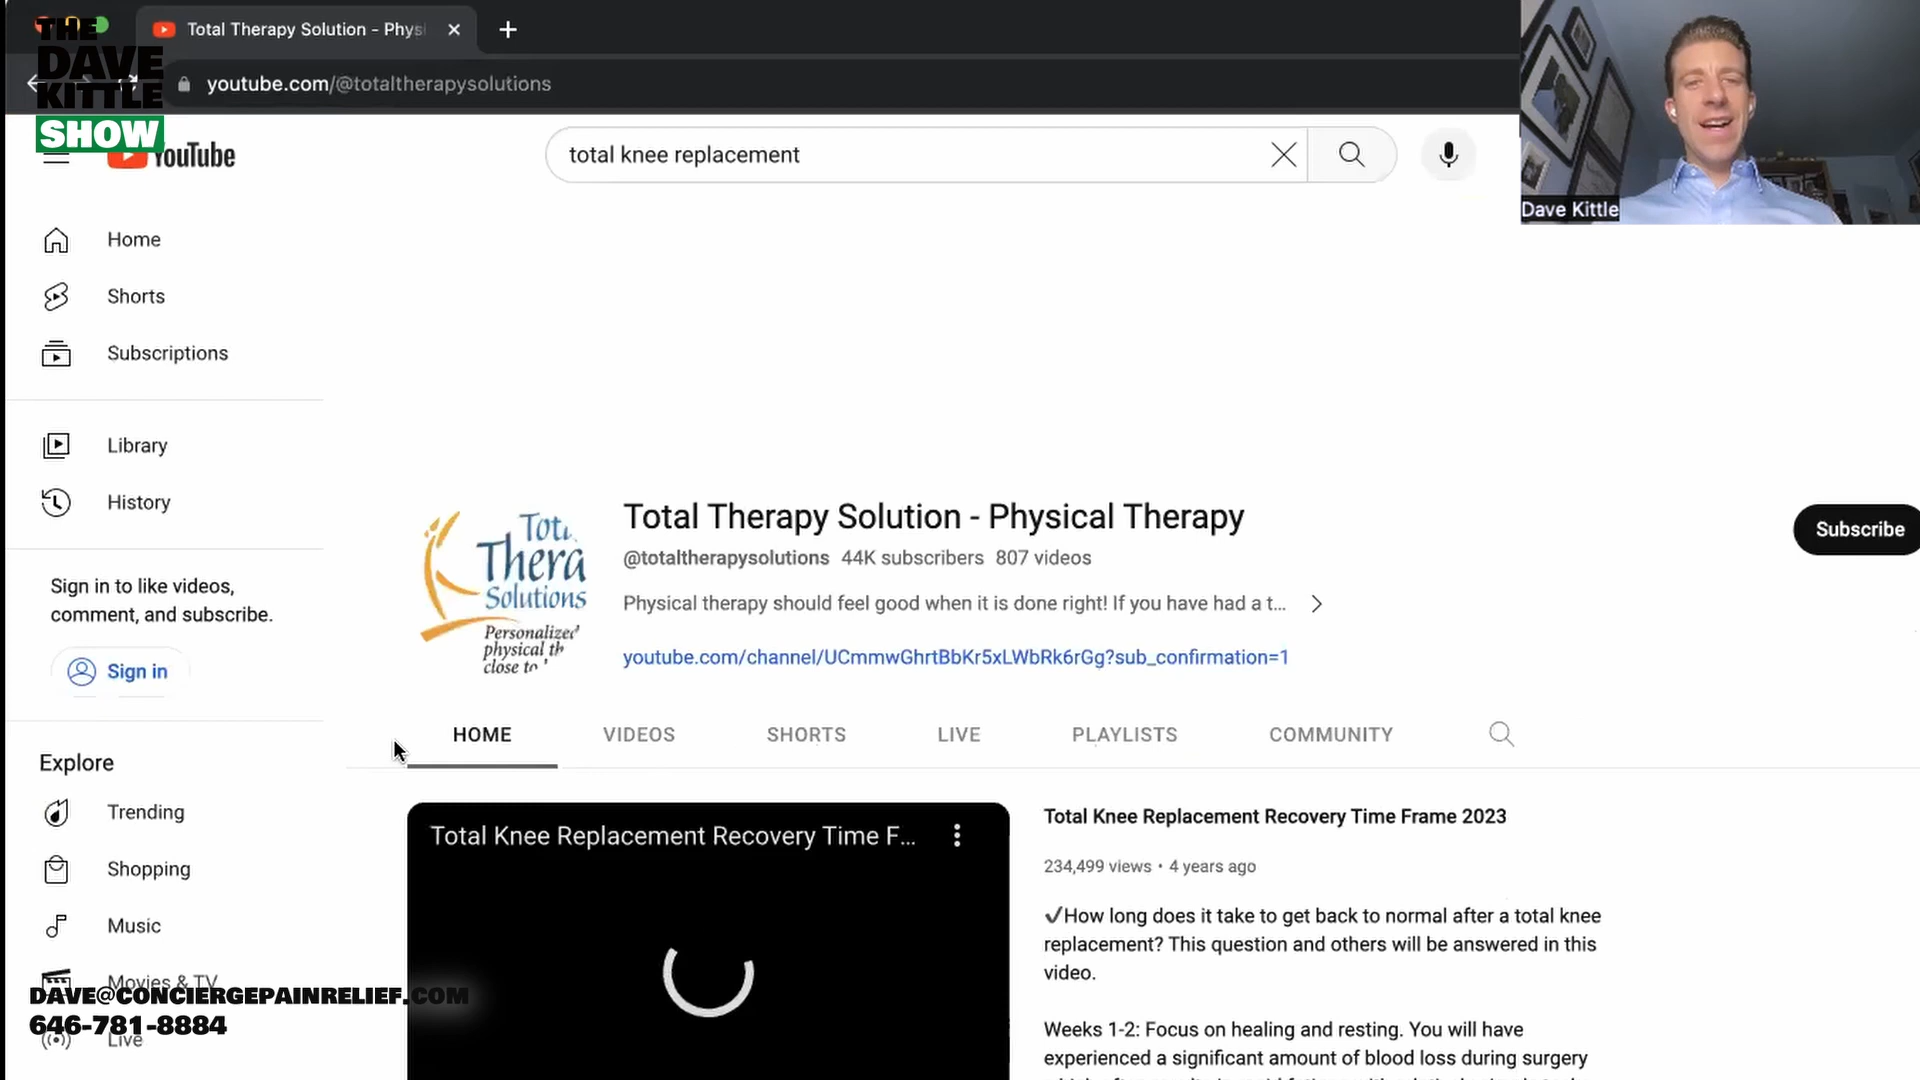 THE
DAVE
KITTLE
SHOW
Total Therapy Solution - Phys
youtube.com/@totaltherapysolutions
YouTube
total knee replacement
Dave Kittle
Home
Shorts
Subscriptions
Library
History
Sign in to like videos,
comment, and subscribe.
Sign in
Explore
Trending
Shopping
Music
Movies & TV
Live
DAVE@CONCIERGEPAINRELIEF.COM
646-781-8884
Thera
Solutions
Personalized
physical th
close to
Total Therapy Solution - Physical Therapy
@totaltherapysolutions 44K subscribers 807 videos
Physical therapy should feel good when it is done right! If you have had a t...
youtube.com/channel/UCmmwGhrtBbKr5xLWbRk6rGg?sub_confirmation=1
Subscribe
HOME
VIDEOS
SHORTS
LIVE
PLAYLISTS
COMMUNITY
Total Knee Replacement Recovery Time F...
Total Knee Replacement Recovery Time Frame 2023
234,499 views • 4 years ago
✓How long does it take to get back to normal after a total knee
replacement? This question and others will be answered in this
video.
Weeks 1-2: Focus on healing and resting. You will have
experienced a significant amount of blood loss during surgery